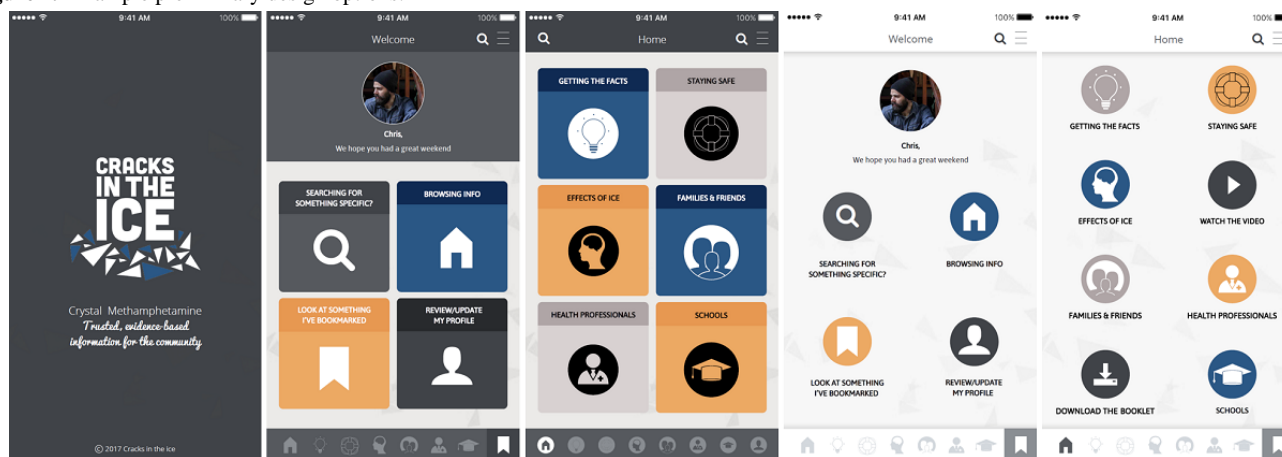 9:41 AM
100%
CRACKS
IN THE
ICE
Crystal Methamphetamine
Trusted, evidence-based
information for the community
© 2017 Cracks in the ice
9:41 AM
100%
Welcome
Chris,
We hope you had a great weekend
SEARCHING FOR
SOMETHING SPECIFIC?
BROWSING INFO
LOOK AT SOMETHING
I'VE BOOKMARKED
REVIEW/UPDATE
MY PROFILE
9:41 AM
100%
Home
GETTING THE FACTS
STAYING SAFE
EFFECTS OF ICE
FAMILIES & FRIENDS
HEALTH PROFESSIONALS
SCHOOLS
9:41 AM
100%
Welcome
Chris,
We hope you had a great weekend
SEARCHING FOR
SOMETHING SPECIFIC?
BROWSING INFO
LOOK AT SOMETHING
I'VE BOOKMARKED
REVIEW/UPDATE
MY PROFILE
9:41 AM
100%
Home
GETTING THE FACTS
STAYING SAFE
EFFECTS OF ICE
WATCH THE VIDEO
FAMILIES & FRIENDS
HEALTH PROFESSIONALS
DOWNLOAD THE BOOKLET
SCHOOLS